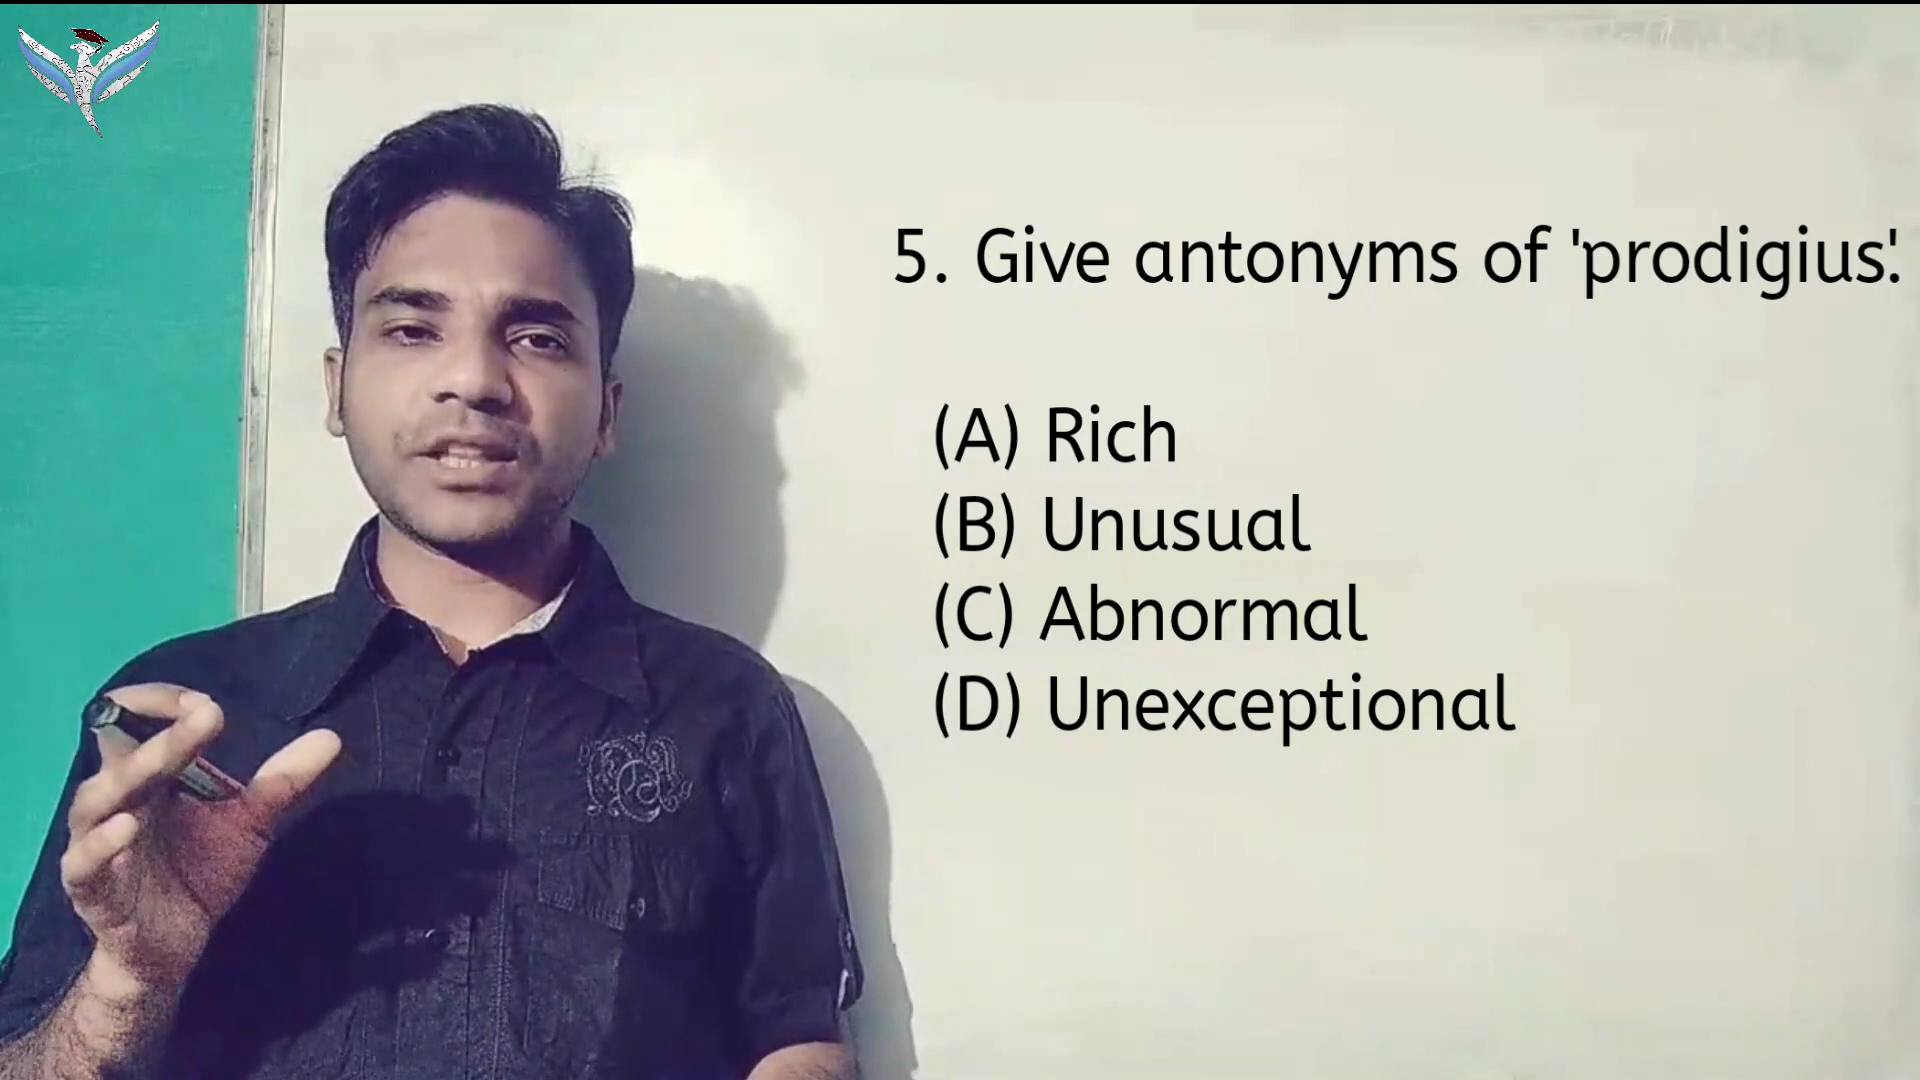 5. Give antonyms of 'prodigius'.
(A) Rich
(B) Unusual
(C) Abnormal
(D) Unexceptional